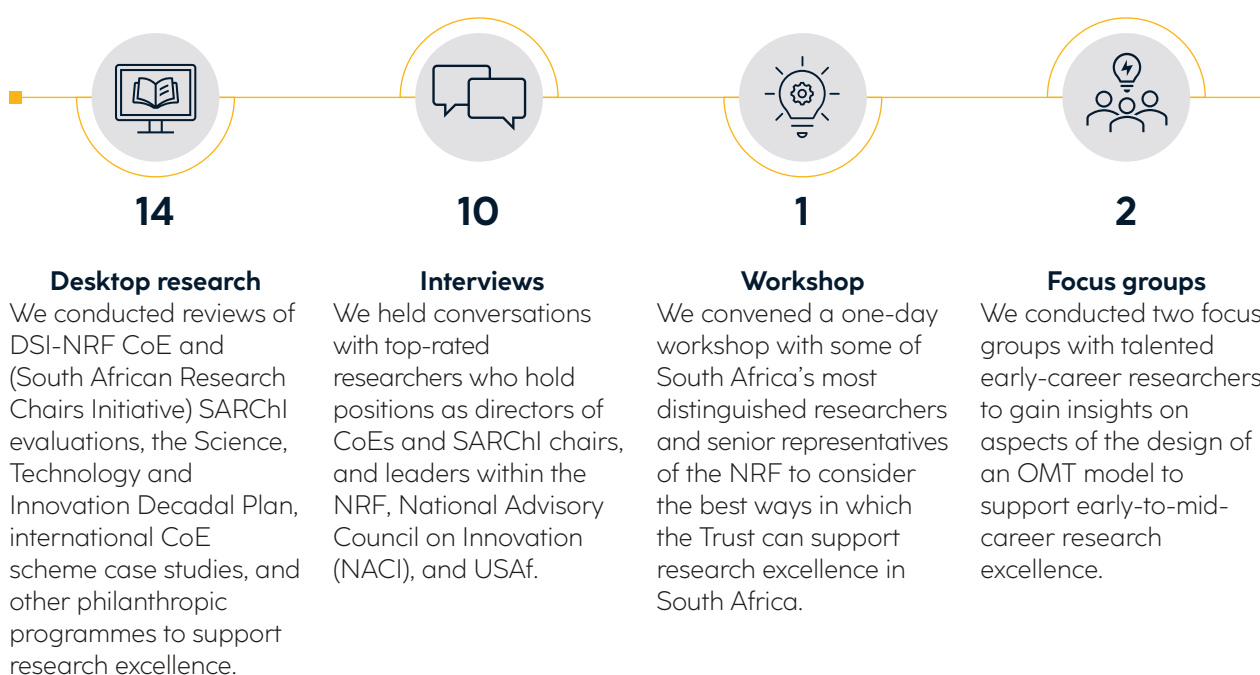 14
Desktop research
We conducted reviews of
DSI-NRF CoE and
(South African Research
Chairs Initiative) SARChI
evaluations, the Science,
Technology and
Innovation Decadal Plan,
international CoE
scheme case studies, and
other philanthropic
programmes to support
research excellence.
10
Interviews
We held conversations
with top-rated
researchers who hold
positions as directors of
CoEs and SARChI chairs,
and leaders within the
NRF, National Advisory
Council on Innovation
(NACI), and USAf.
1
Workshop
We convened a one-day
workshop with some of
South Africa's most
distinguished researchers
and senior representatives
of the NRF to consider
the best ways in which
the Trust can support
research excellence in
South Africa.
2
Focus groups
We conducted two focus
groups with talented
early-career researchers
to gain insights on
aspects of the design of
an OMT model to
support early-to-mid-
career research
excellence.